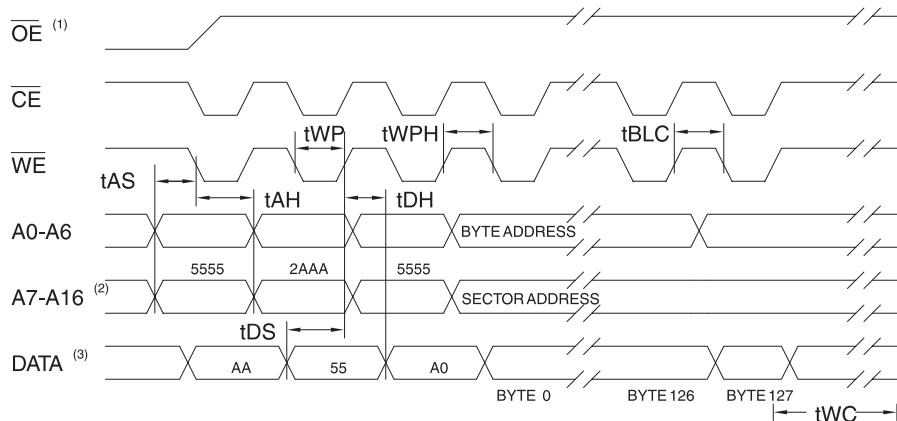 OE (1)
CE
tWP tWPH tBLC
WE
tAS
tAH tDH
A0-A6 BYTE ADDRESS
5555 2AAA 5555
A7-A16 (2) SECTOR ADDRESS
tDS
DATA (3) AA 55 A0
BYTE 0 BYTE 126 BYTE 127
tWC